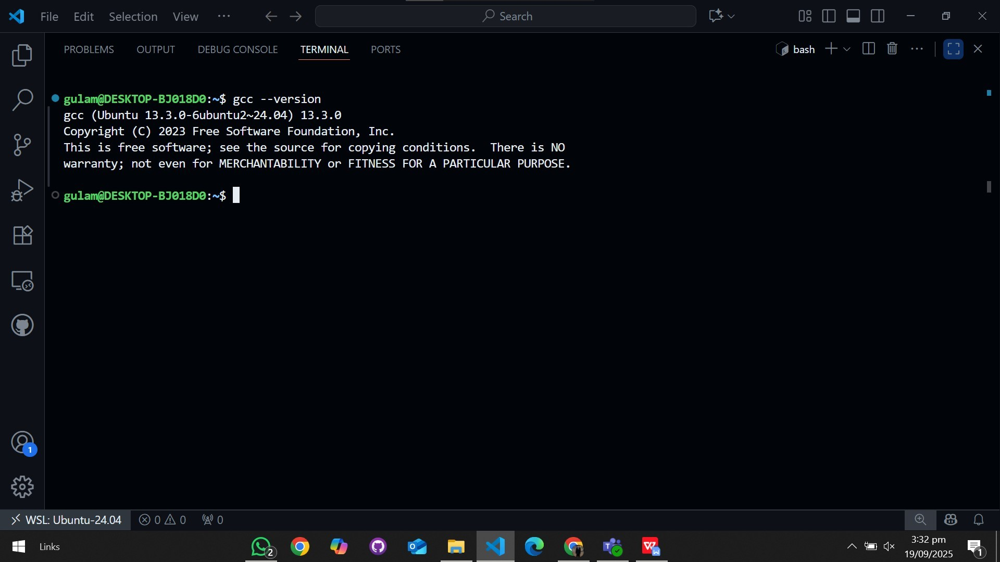 File Edit Selection View ··· Search
PROBLEMS OUTPUT DEBUG CONSOLE TERMINAL PORTS bash
gulam@DESKTOP-BJ018D0:~$ gcc --version
gcc (Ubuntu 13.3.0-6ubuntu2~24.04) 13.3.0
Copyright (C) 2023 Free Software Foundation, Inc.
This is free software; see the source for copying conditions.  There is NO
warranty; not even for MERCHANTABILITY or FITNESS FOR A PARTICULAR PURPOSE.
gulam@DESKTOP-BJ018D0:~$
1
WSL: Ubuntu-24.04 0 0 0
Links 2 3:32 pm
19/09/2025 1